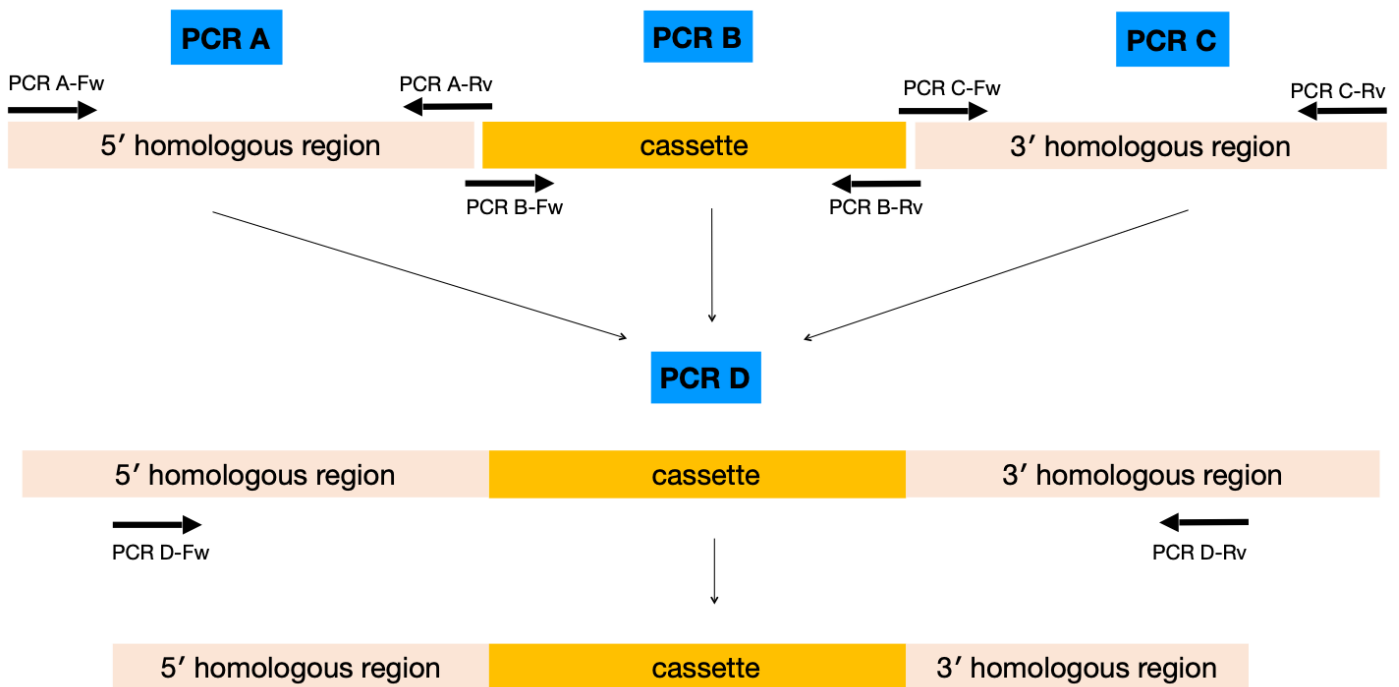 PCR A
PCR B
PCR C
PCR A-Fw
PCR A-Rv
PCR C-Fw
PCR C-Rv
5′ homologous region
cassette
3′ homologous region
PCR B-Fw
PCR B-Rv
PCR D
5′ homologous region
cassette
3′ homologous region
PCR D-Fw
PCR D-Rv
5′ homologous region
cassette
3′ homologous region